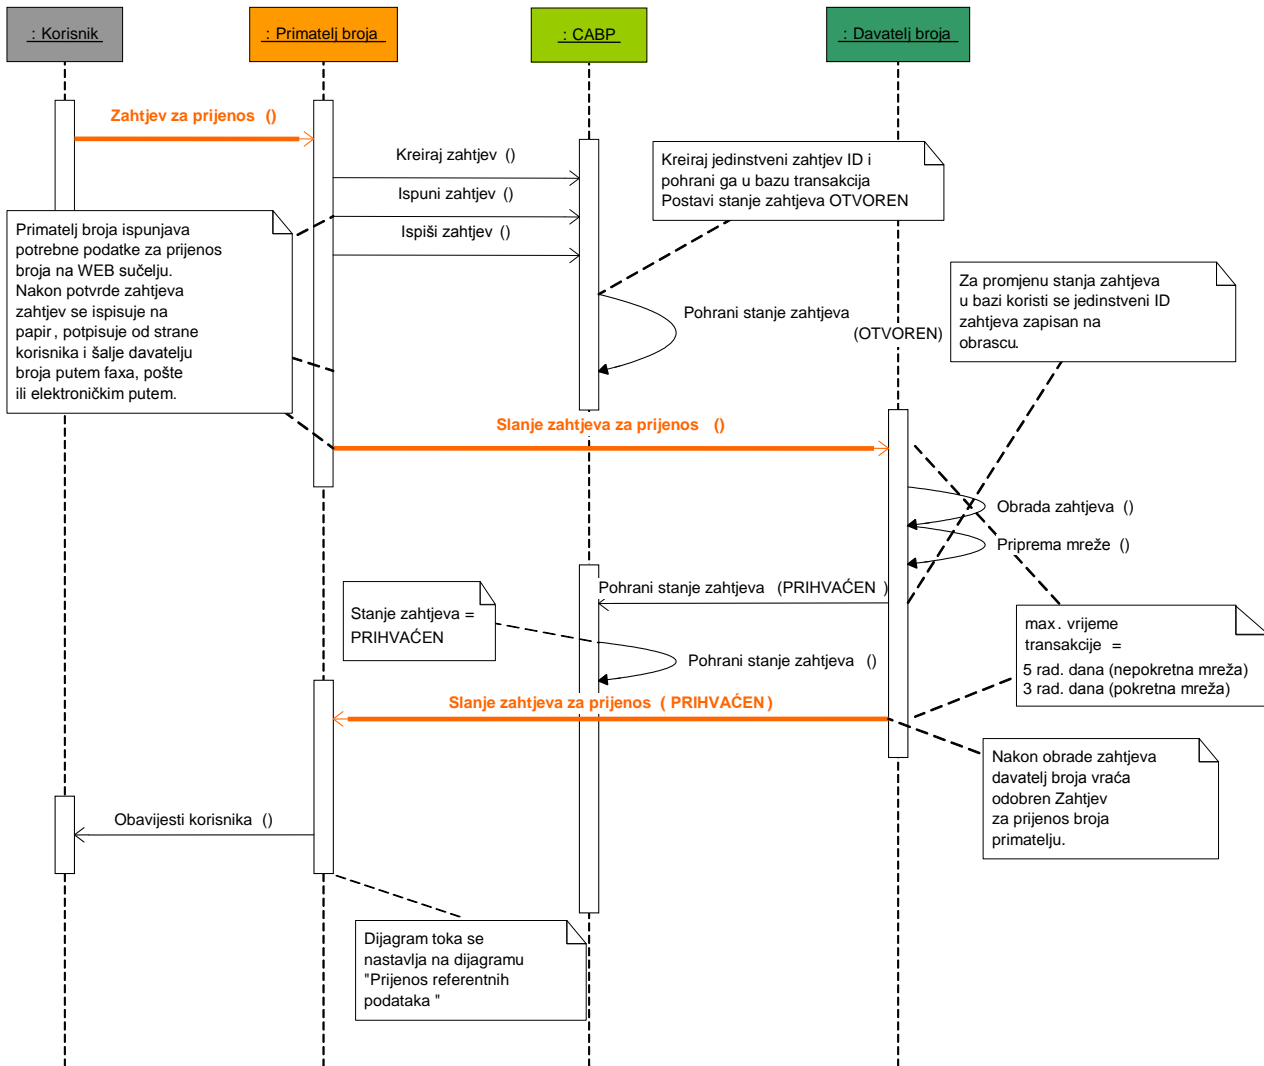 : Korisnik
: Primatelj broja
: CABP
: Davatelj broja
Zahtjev za prijenos ()
Kreiraj zahtjev ()
Ispuni zahtjev ()
Ispiši zahtjev ()
Kreiraj jedinstveni zahtjev ID i
pohrani ga u bazu transakcija
Postavi stanje zahtjeva OTVOREN
Primatelj broja ispunjava
potrebne podatke za prijenos
broja na WEB sučelju.
Nakon potvrde zahtjeva
zahtjev se ispisuje na
papir, potpisuje od strane
korisnika i šalje davatelju
broja putem faxa, pošte
ili elektroničkim putem.
Za promjenu stanja zahtjeva
u bazi koristi se jedinstveni ID
zahtjeva zapisan na
obrascu.
Pohrani stanje zahtjeva
(OTVOREN)
Slanje zahtjeva za prijenos ()
Obrada zahtjeva ()
Priprema mreže ()
Pohrani stanje zahtjeva (PRIHVAĆEN )
Stanje zahtjeva =
PRIHVAĆEN
Pohrani stanje zahtjeva ()
max. vrijeme
transakcije =
5 rad. dana (nepokretna mreža)
3 rad. dana (pokretna mreža)
Slanje zahtjeva za prijenos ( PRIHVAĆEN )
Nakon obrade zahtjeva
davatelj broja vraća
odobren Zahtjev
za prijenos broja
primatelju.
Obavijesti korisnika ()
Dijagram toka se
nastavlja na dijagramu
"Prijenos referentnih
podataka "